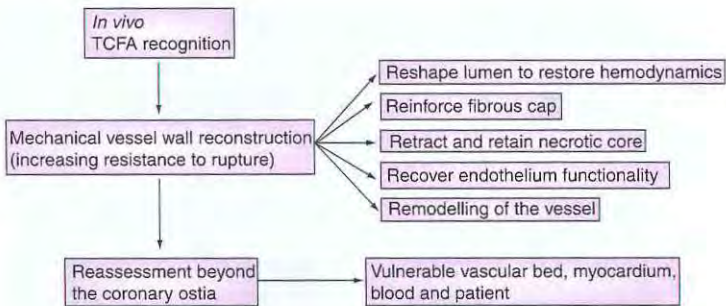 In vivo
TCFA recognition
Mechanical vessel wall reconstruction
(increasing resistance to rupture)
Reshape lumen to restore hemodynamics
Reinforce fibrous cap
Retract and retain necrotic core
Recover endothelium functionality
Remodelling of the vessel
Reassessment beyond
the coronary ostia
Vulnerable vascular bed, myocardium,
blood and patient